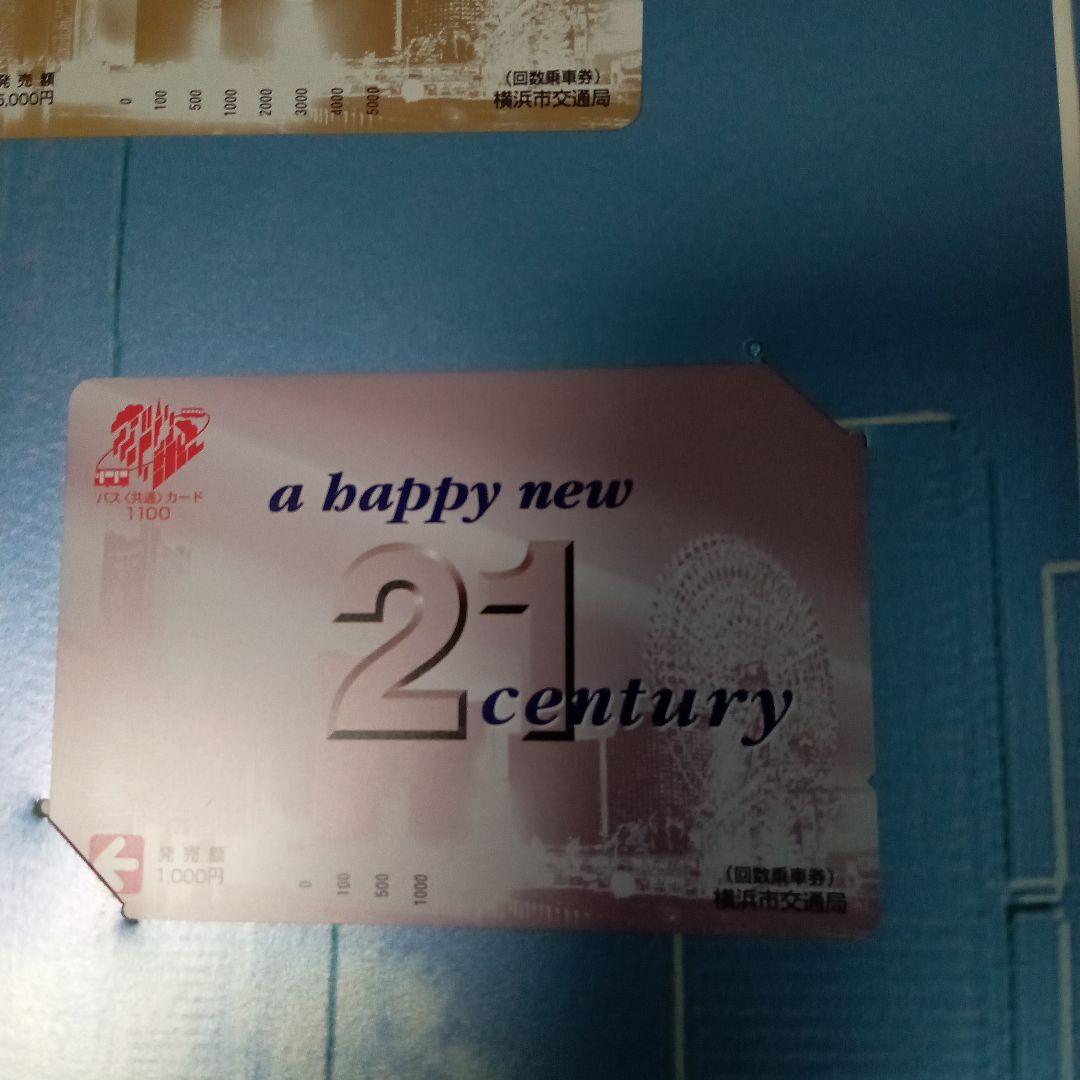 発売額
5,000円
0 100 500 1000 2000 3000 4000 5000
（回数乗車券）
横浜市交通局
バス〈共通〉カード
1100
a happy new
21
century
発売額
1,000円
0 100 500 1000
（回数乗車券）
横浜市交通局